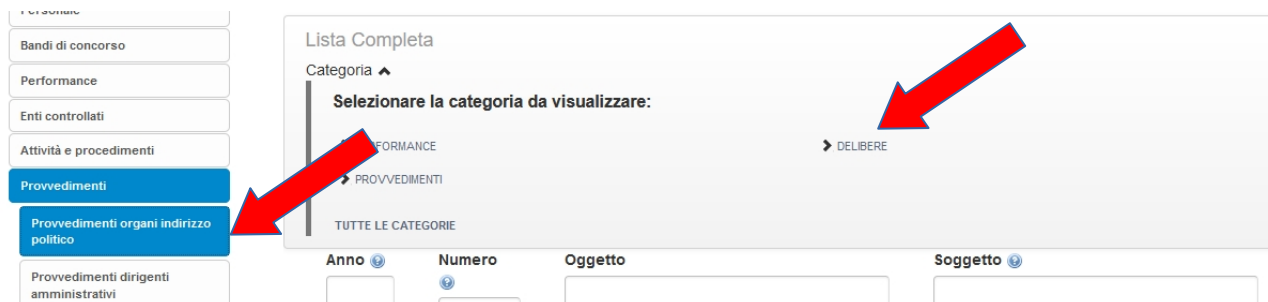 Bandi di concorso
Performance
Enti controllati
Attività e procedimenti
Provvedimenti
Provvedimenti organi indirizzo
politico
Provvedimenti dirigenti
amministrativi
Lista Completa
Categoria
Selezionare la categoria da visualizzare:
FORMANCE
DELIBERE
PROVVEDIMENTI
TUTTE LE CATEGORIE
Anno Numero Oggetto Soggetto